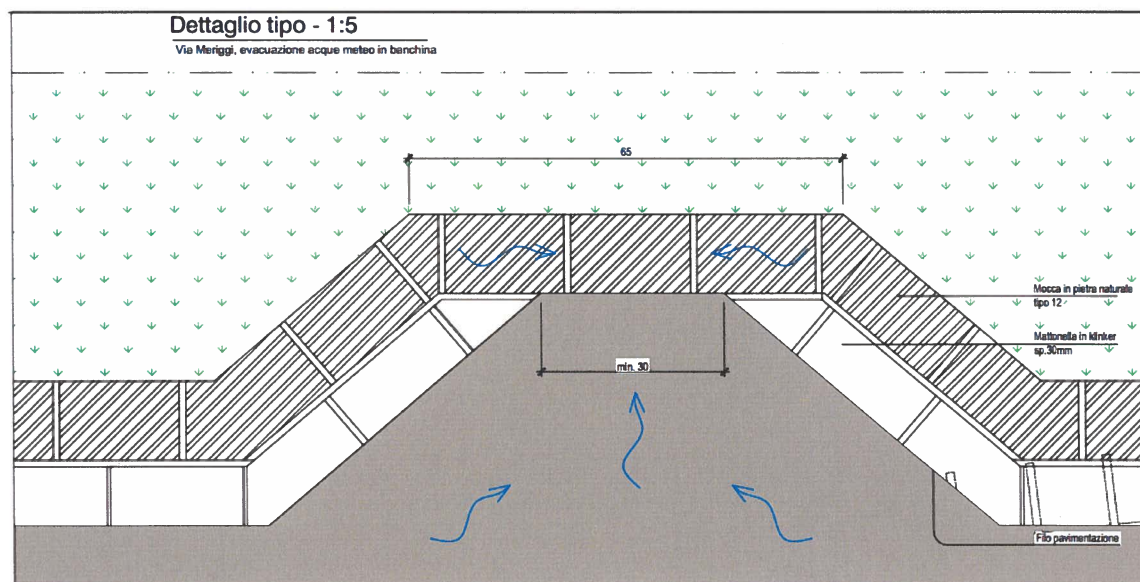 Dettaglio tipo - 1:5
Via Meriggi, evacuazione acque meteo in banchina
65
Mocca in pietra naturale
tipo 12
Mattonella in klinker
sp.30mm
min. 30
Filo pavimentazione